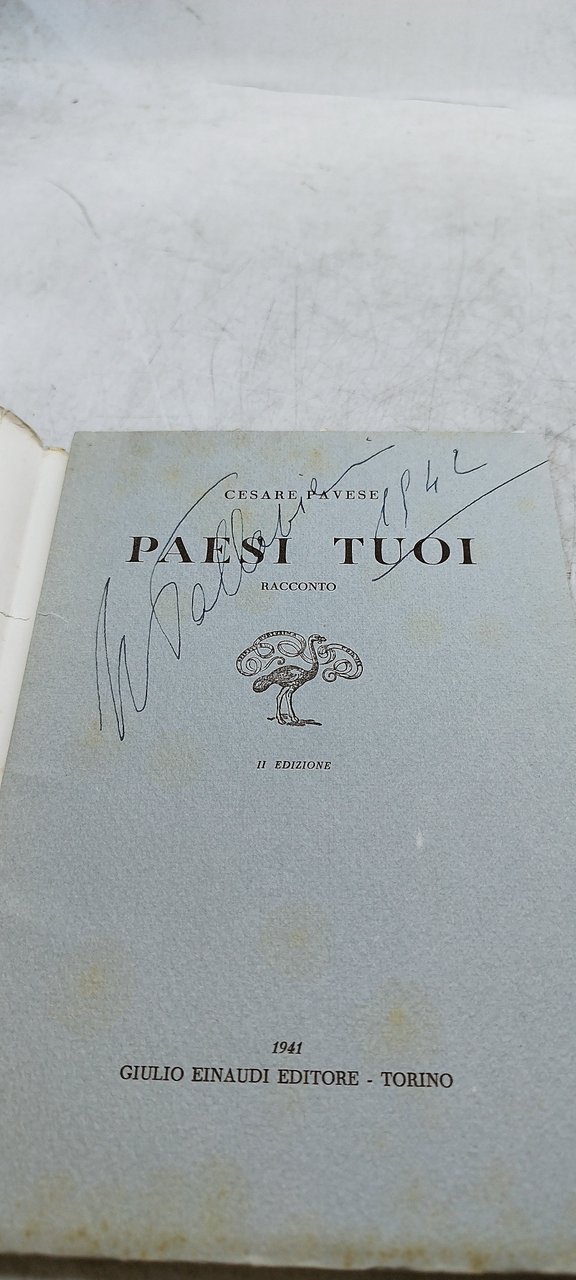 CESARE PAVESE
1942
PAESI TUOI
RACCONTO
II EDIZIONE
1941
GIULIO EINAUDI EDITORE - TORINO